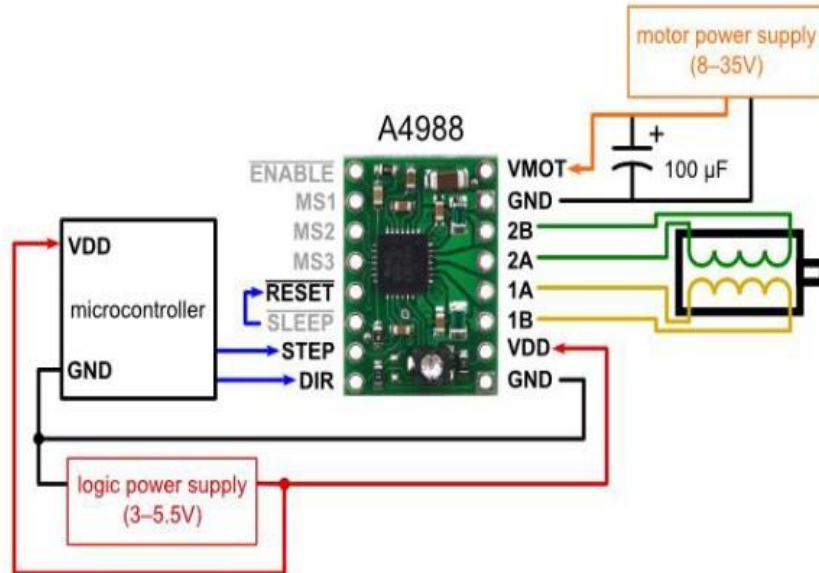 motor power supply
(8–35V)
A4988
ENABLE
VMOT
+
100 µF
MS1
GND
MS2
2B
MS3
2A
RESET
1A
SLEEP
1B
STEP
VDD
DIR
GND
VDD
microcontroller
GND
logic power supply
(3–5.5V)